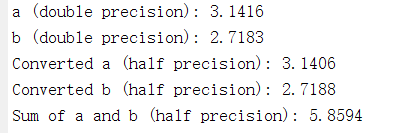 a (double precision): 3.1416
b (double precision): 2.7183
Converted a (half precision): 3.1406
Converted b (half precision): 2.7188
Sum of a and b (half precision): 5.8594